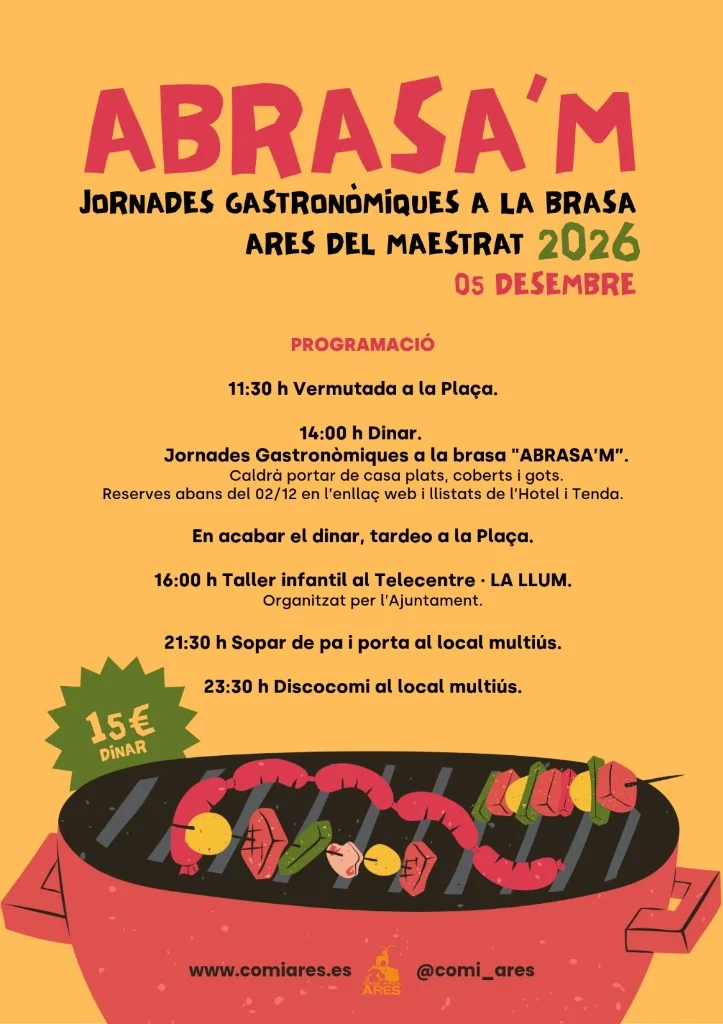 ABRASA'M
JORNADES GASTRONÒMIQUES A LA BRASA
ARES DEL MAESTRAT 2026
05 DESEMBRE
PROGRAMACIÓ
11:30 h Vermutada a la Plaça.
14:00 h Dinar.
Jornades Gastronòmiques a la brasa "ABRASA'M”.
Caldrà portar de casa plats, coberts i gots.
Reserves abans del 02/12 en l'enllaç web i llistats de l'Hotel i Tenda.
En acabar el dinar, tardeo a la Plaça.
16:00 h Taller infantil al Telecentre · LA LLUM.
Organitzat per l'Ajuntament.
21:30 h Sopar de pa i porta al local multiús.
23:30 h Discocomi al local multiús.
15€
DINAR
www.comiares.es
ARES
@comi_ares